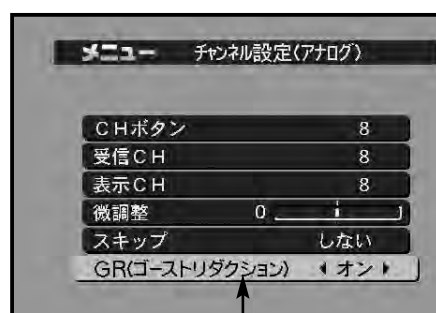 メニュー チャンネル設定(アナログ)
CHボタン 8
受信CH 8
表示CH 8
微調整 0
スキップ しない
GR(ゴーストリダクション) オン